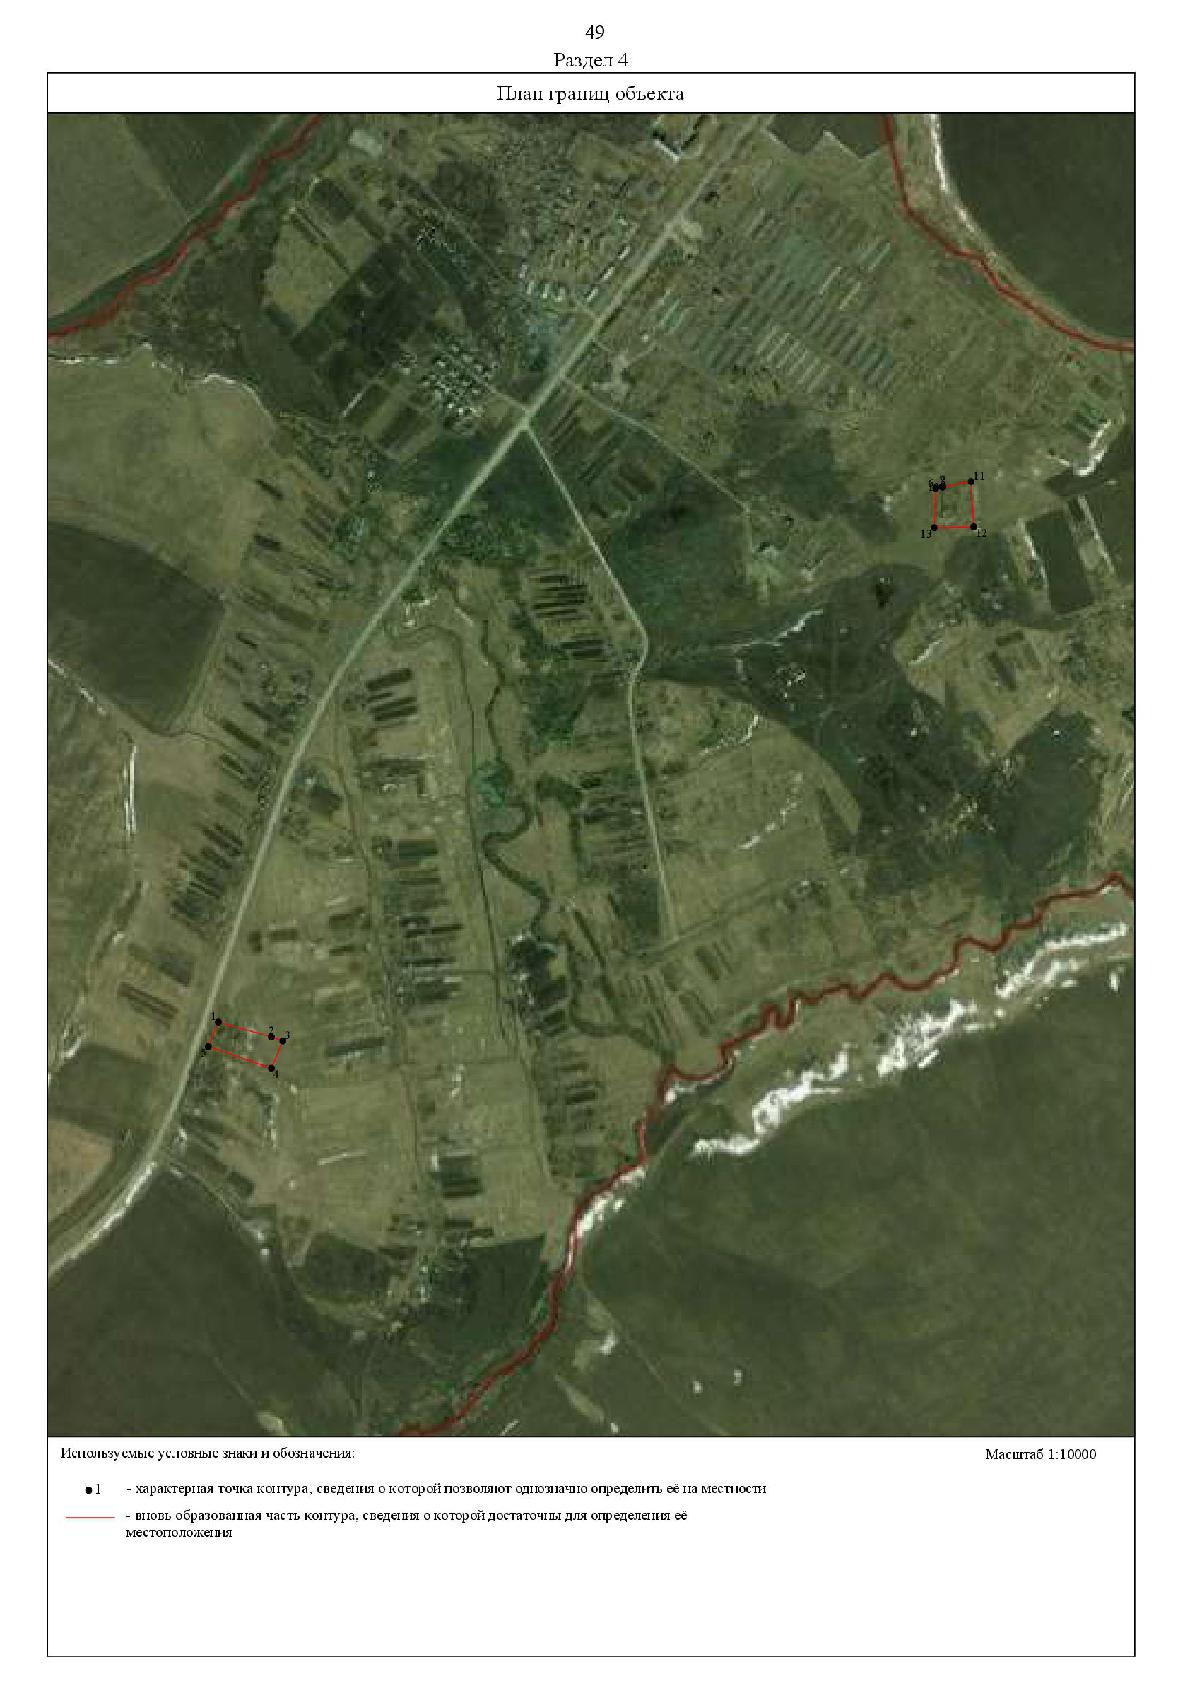 49
Раздел 4
План границ объекта
11
13
12
1
2
3
5
4
Используемые условные знаки и обозначения:
Масштаб 1:10000
1 - характерная точка контура, сведения о которой позволяют однозначно определить её на местности
- вновь образованная часть контура, сведения о которой достаточны для определения её
местоположения